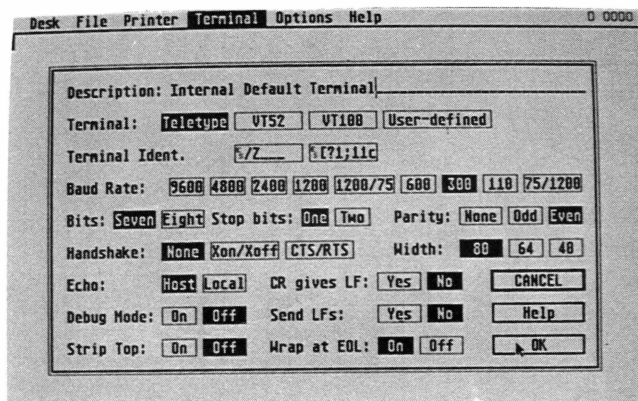 Desk File Printer Terminal Options Help 0 0000
Description: Internal Default Terminal
Terminal: Teletype VT52 VT100 User-defined
Terminal Ident. %/Z___ %[?1;11c
Baud Rate: 9600 4800 2400 1200 1200/75 600 300 110 75/1200
Bits: Seven Eight Stop bits: One Two Parity: None Odd Even
Handshake: None Xon/Xoff CTS/RTS Width: 80 64 40
Echo: Host Local CR gives LF: Yes No CANCEL
Debug Mode: On Off Send LFs: Yes No Help
Strip Top: On Off Wrap at EOL: On Off OK